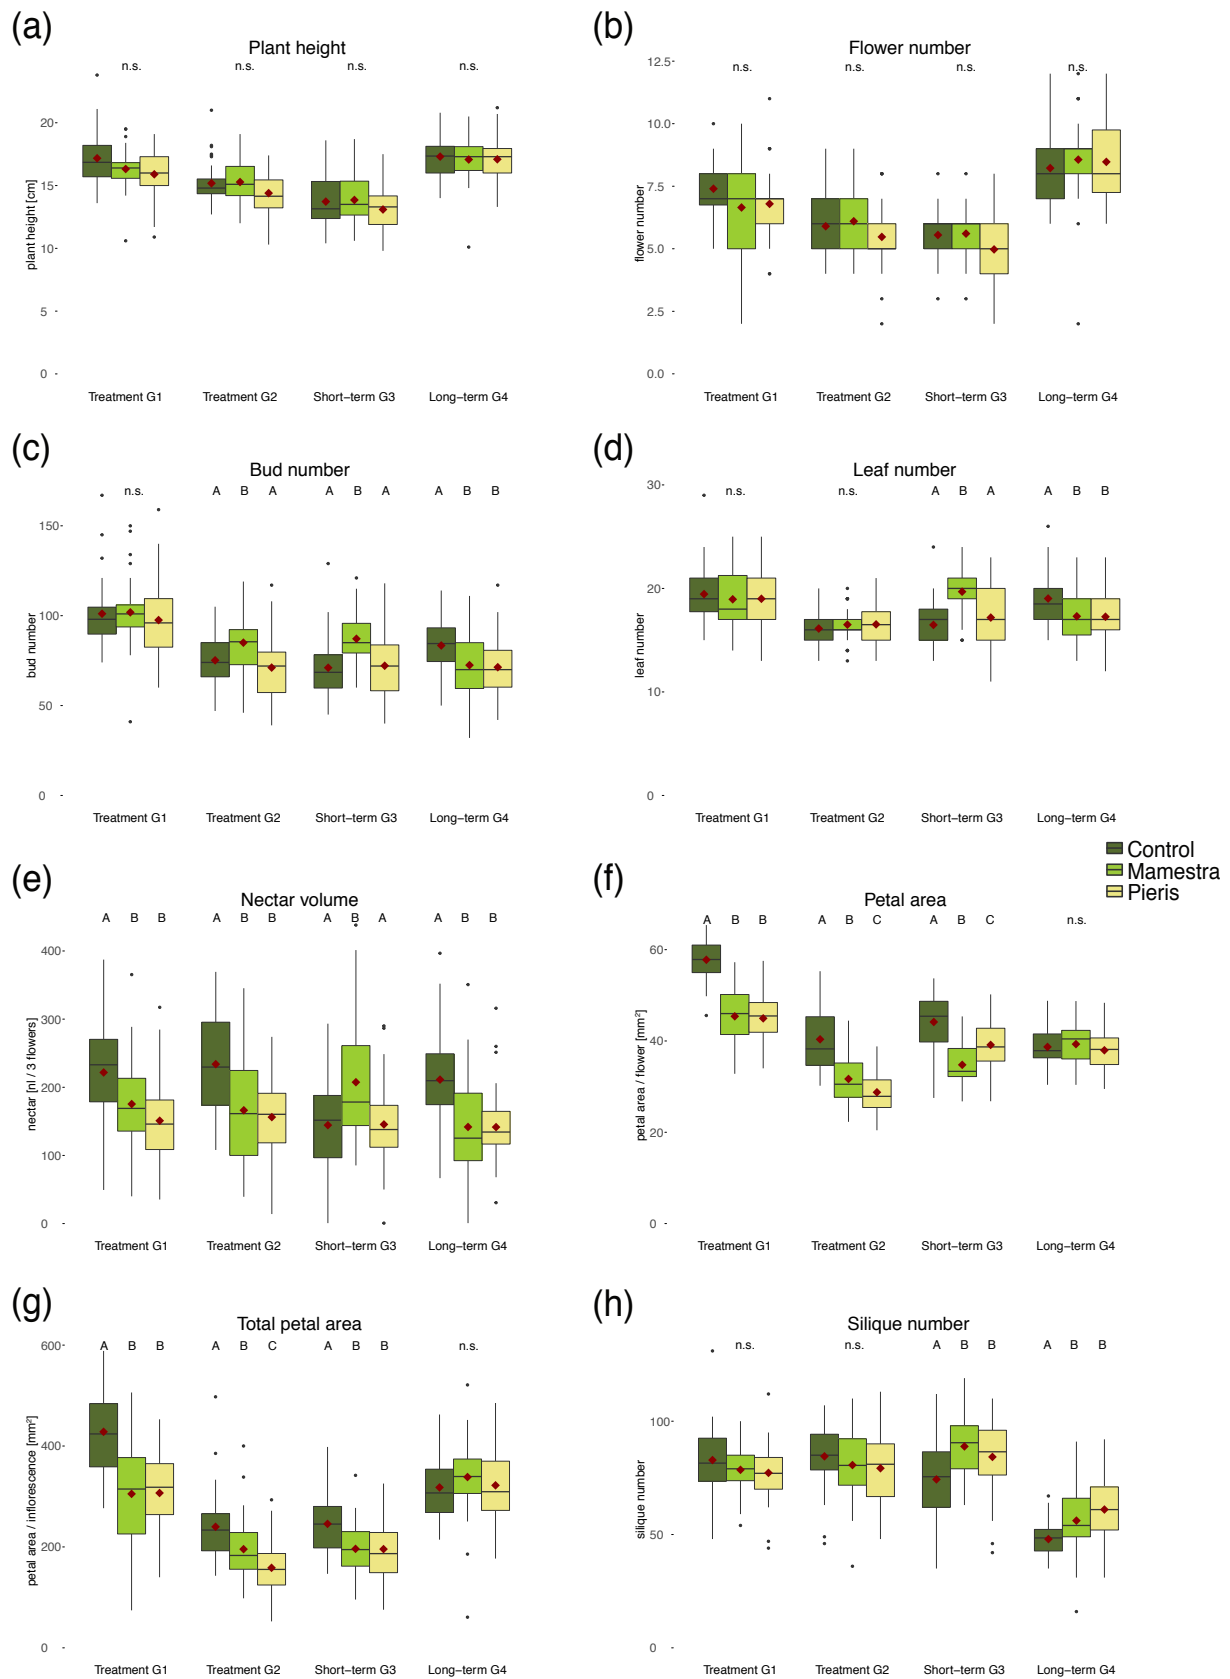 (a)
Plant height
n.s. n.s. n.s. n.s.
20
15
10
5
0
plant height [cm]
Treatment G1 Treatment G2 Short−term G3 Long−term G4
(b)
Flower number
12.5
n.s. n.s. n.s. n.s.
10.0
7.5
5.0
2.5
0.0
flower number
Treatment G1 Treatment G2 Short−term G3 Long−term G4
(c)
Bud number
n.s. A B A A B A A B B
150
100
50
0
bud number
Treatment G1 Treatment G2 Short−term G3 Long−term G4
(d)
Leaf number
30
n.s. n.s. A B A A B B
20
10
0
leaf number
Treatment G1 Treatment G2 Short−term G3 Long−term G4
Control
Mamestra
Pieris
(e)
Nectar volume
A B B A B B A B A A B B
400
300
200
100
0
nectar [nl / 3 flowers]
Treatment G1 Treatment G2 Short−term G3 Long−term G4
(f)
Petal area
A B B A B C A B C n.s.
60
40
20
0
petal area / flower [mm²]
Treatment G1 Treatment G2 Short−term G3 Long−term G4
(g)
Total petal area
600
A B B A B C A B B n.s.
400
200
0
petal area / inflorescence [mm²]
Treatment G1 Treatment G2 Short−term G3 Long−term G4
(h)
Silique number
n.s. n.s. A B B A B B
100
50
0
silique number
Treatment G1 Treatment G2 Short−term G3 Long−term G4